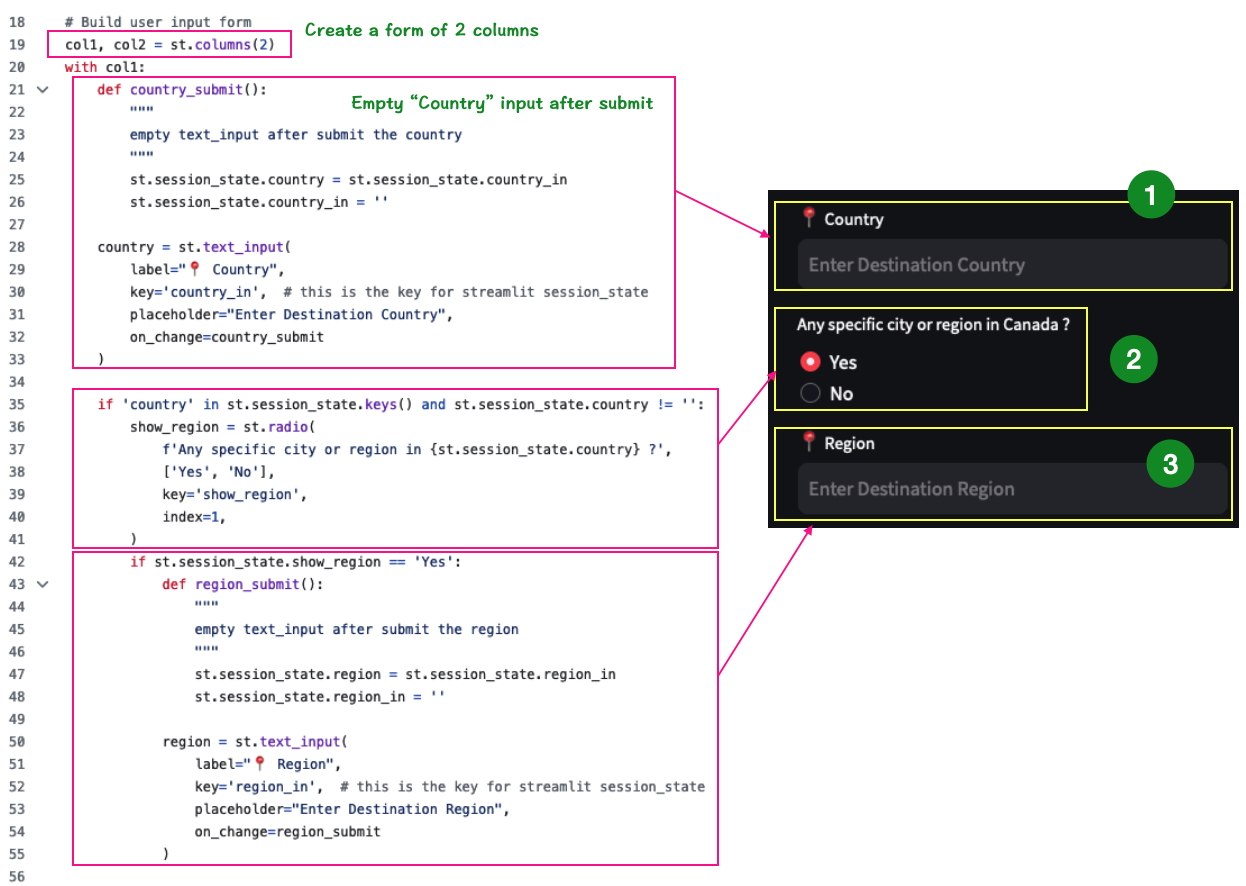 18 # Build user input form
Create a form of 2 columns
19 col1, col2 = st.columns(2)
20 with col1:
21 def country_submit():
Empty “Country” input after submit
22 """
23 empty text_input after submit the country
24 """
25 st.session_state.country = st.session_state.country_in
26 st.session_state.country_in = ''
27
28 country = st.text_input(
29 label="📍 Country",
30 key='country_in',  # this is the key for streamlit session_state
31 placeholder="Enter Destination Country",
32 on_change=country_submit
33 )
34
35 if 'country' in st.session_state.keys() and st.session_state.country != '':
36 show_region = st.radio(
37 f'Any specific city or region in {st.session_state.country} ?',
38 ['Yes', 'No'],
39 key='show_region',
40 index=1,
41 )
42 if st.session_state.show_region == 'Yes':
43 def region_submit():
44 """
45 empty text_input after submit the region
46 """
47 st.session_state.region = st.session_state.region_in
48 st.session_state.region_in = ''
49
50 region = st.text_input(
51 label="📍 Region",
52 key='region_in',  # this is the key for streamlit session_state
53 placeholder="Enter Destination Region",
54 on_change=region_submit
55 )
56
1
📍 Country
Enter Destination Country
Any specific city or region in Canada ?
2
Yes
No
📍 Region
3
Enter Destination Region